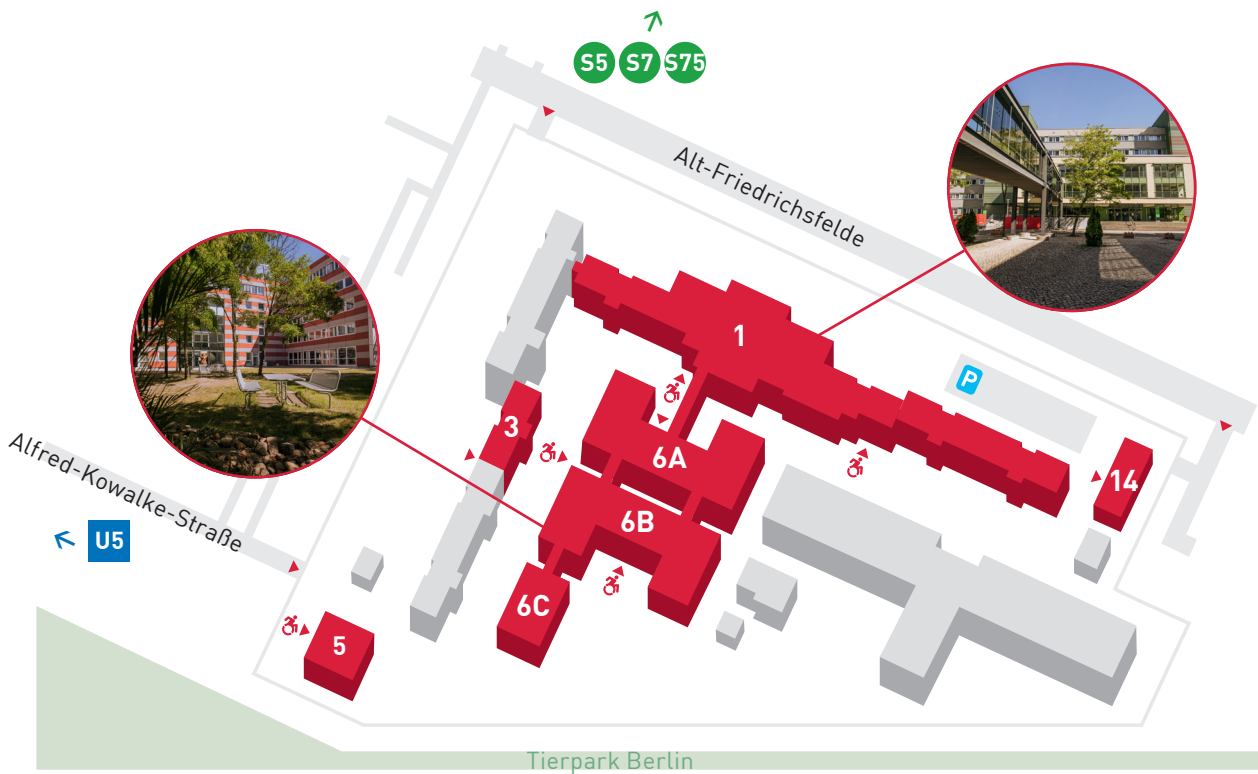 S5 S7 S75
Alt-Friedrichsfelde
1
P
3
6A
14
Alfred-Kowalke-Straße
6B
U5
6C
5
Tierpark Berlin